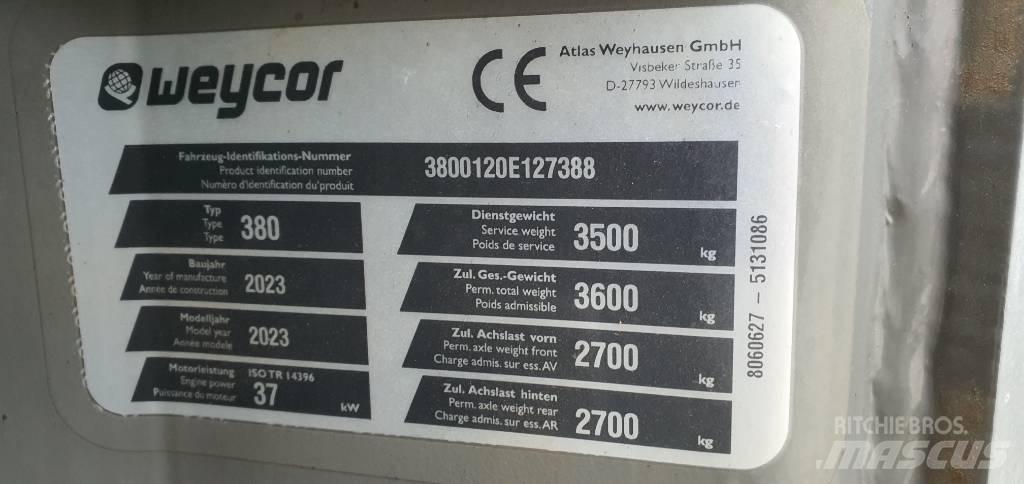 weycor
CE
Atlas Weyhausen GmbH
Visbeker Straße 35
D-27793 Wildeshausen
www.weycor.de
Fahrzeug-Identifikations-Nummer
Product identification number
Numéro d'identification du produit
3800120E127388
Typ
Type
Type
380
Baujahr
Year of manufacture
Année de construction
2023
Modelljahr
Model year
Année modele
2023
Motorleistung ISO TR 14396
Engine power
Puissance du moteur
37 kW
Dienstgewicht
Service weight
Poids de service
3500 kg
Zul. Ges.-Gewicht
Perm. total weight
Poids admissible
3600 kg
Zul. Achslast vorn
Perm. axle weight front
Charge admis. sur ess. AV
2700 kg
Zul. Achslast hinten
Perm. axle weight rear
Charge admis. sur ess. AR
2700 kg
8060627 - 5131086
RITCHIE BROS.
MASCUS